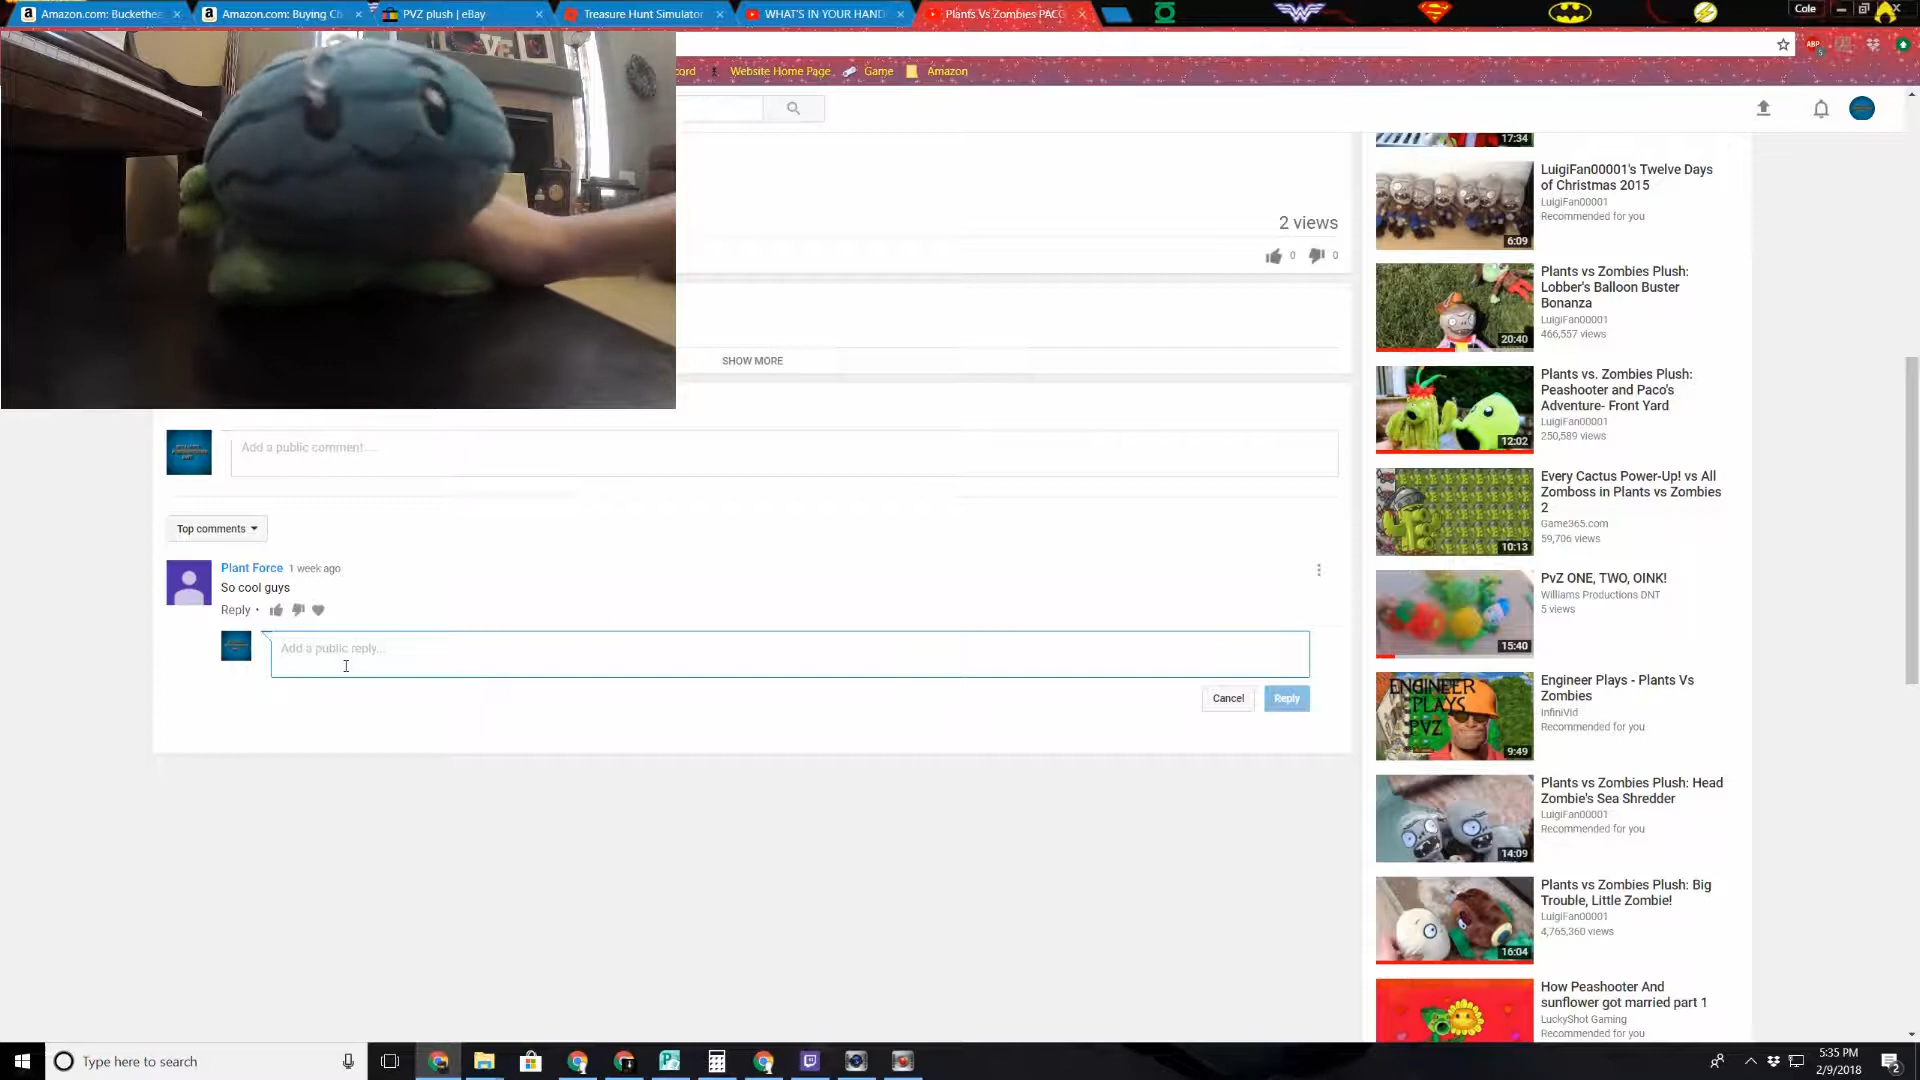 Amazon.com: Buckethea
Amazon.com: Buying Ch
PVZ plush | eBay
Treasure Hunt Simulator
WHAT'S IN YOUR HAND
Plants Vs Zombies PACO
Cole
cord
Website Home Page
Game
Amazon
ABP
2 views
0
0
SHOW MORE
Add a public comment...
Top comments
Plant Force 1 week ago
So cool guys
Reply •
Add a public reply...
Cancel
Reply
17:34
LuigiFan00001's Twelve Days
of Christmas 2015
LuigiFan00001
Recommended for you
6:09
Plants vs Zombies Plush:
Lobber's Balloon Buster
Bonanza
LuigiFan00001
466,557 views
20:40
Plants vs. Zombies Plush:
Peashooter and Paco's
Adventure- Front Yard
LuigiFan00001
250,589 views
12:02
Every Cactus Power-Up! vs All
Zomboss in Plants vs Zombies
2
Game365.com
59,706 views
10:13
PvZ ONE, TWO, OINK!
Williams Productions DNT
5 views
15:40
ENGINEER
PLAYS
PVZ
Engineer Plays - Plants Vs
Zombies
InfiniVid
Recommended for you
9:49
Plants vs Zombies Plush: Head
Zombie's Sea Shredder
LuigiFan00001
Recommended for you
14:09
Plants vs Zombies Plush: Big
Trouble, Little Zombie!
LuigiFan00001
4,765,360 views
16:04
How Peashooter And
sunflower got married part 1
LuckyShot Gaming
Recommended for you
Type here to search
5:35 PM
2/9/2018
2